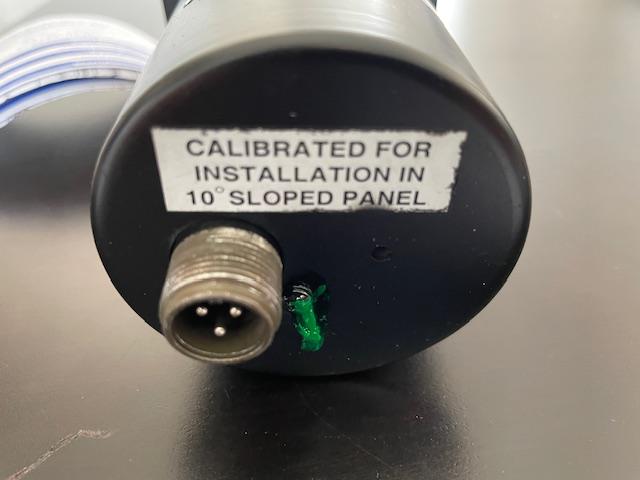 CALIBRATED FOR
INSTALLATION IN
10° SLOPED PANEL